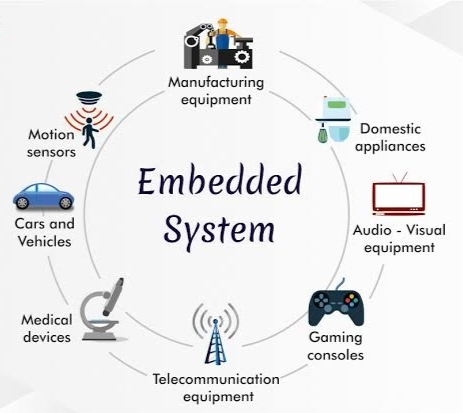 Manufacturing
equipment
Domestic
appliances
Audio - Visual
equipment
Gaming
consoles
Telecommunication
equipment
Medical
devices
Cars and
Vehicles
Motion
sensors
Embedded
System